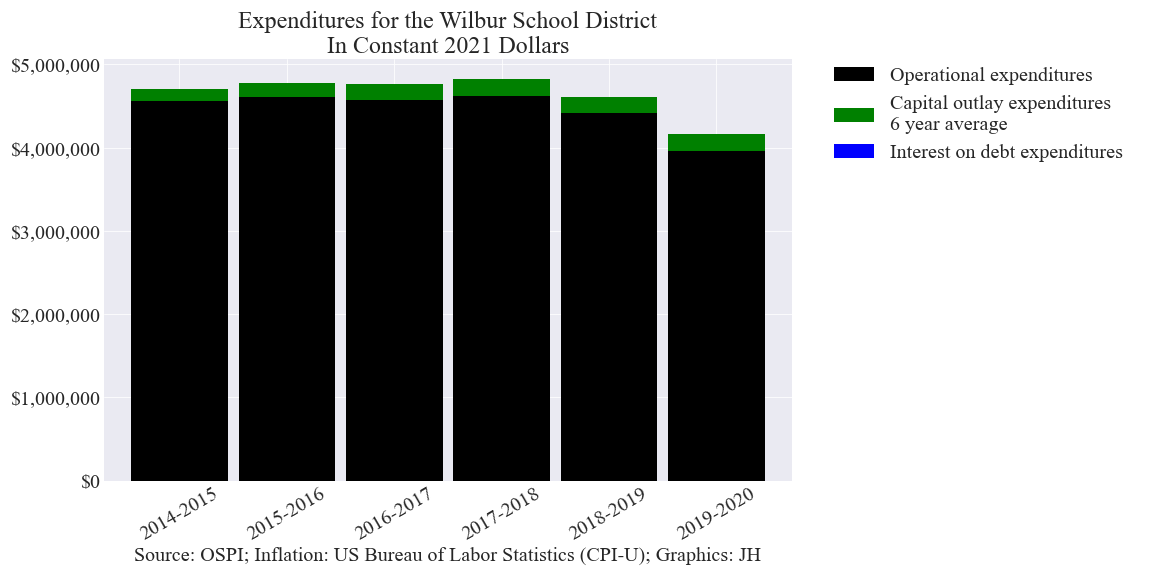 Expenditures for the Wilbur School District
In Constant 2021 Dollars
$5,000,000
$4,000,000
$3,000,000
$2,000,000
$1,000,000
$0
2014-2015
2015-2016
2016-2017
2017-2018
2018-2019
2019-2020
Source: OSPI; Inflation: US Bureau of Labor Statistics (CPI-U); Graphics: JH
Operational expenditures
Capital outlay expenditures
6 year average
Interest on debt expenditures